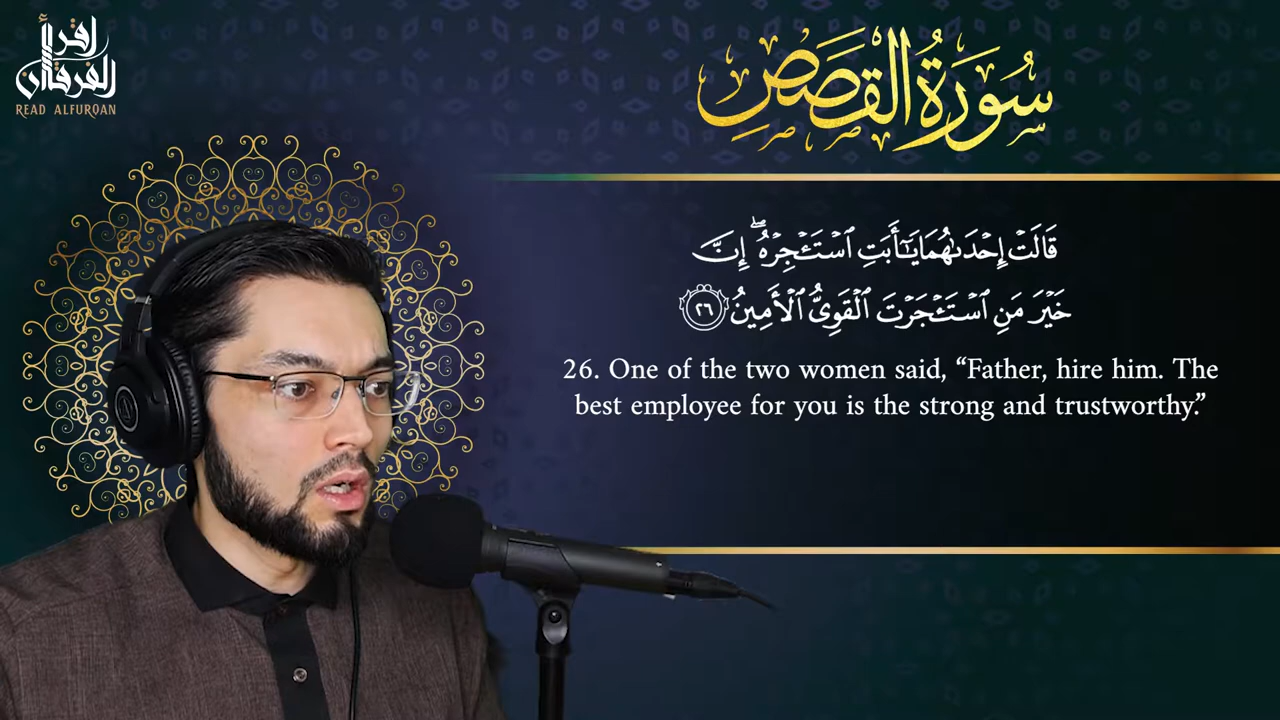 اقرأ
الفرقان
READ ALFURQAN
سُورَةُ القَصَصِ
قَالَتْ إِحْدَىٰهُمَا يَـٰٓأَبَتِ ٱسْتَـْٔجِرْهُ ۖ إِنَّ
خَيْرَ مَنِ ٱسْتَـْٔجَرْتَ ٱلْقَوِىُّ ٱلْأَمِينُ ٢٦
26. One of the two women said, “Father, hire him. The
best employee for you is the strong and trustworthy.”